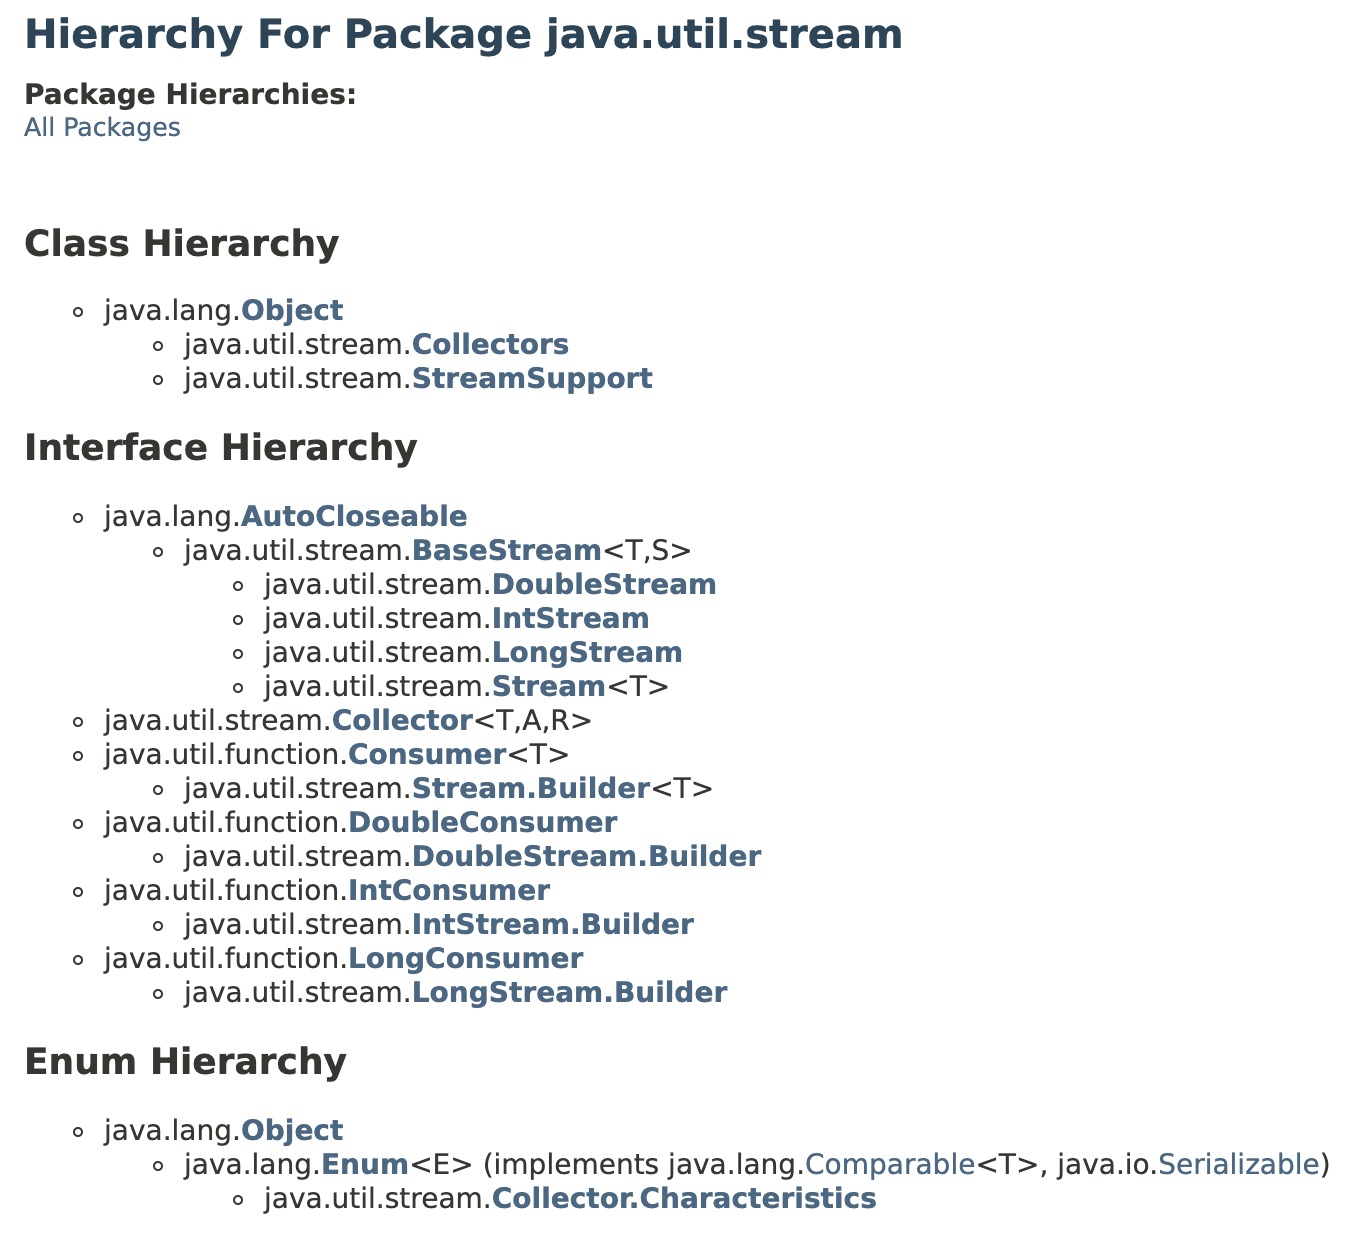 Hierarchy For Package java.util.stream
Package Hierarchies:
All Packages
Class Hierarchy
java.lang.Object
java.util.stream.Collectors
java.util.stream.StreamSupport
Interface Hierarchy
java.lang.AutoCloseable
java.util.stream.BaseStream<T,S>
java.util.stream.DoubleStream
java.util.stream.IntStream
java.util.stream.LongStream
java.util.stream.Stream<T>
java.util.stream.Collector<T,A,R>
java.util.function.Consumer<T>
java.util.stream.Stream.Builder<T>
java.util.function.DoubleConsumer
java.util.stream.DoubleStream.Builder
java.util.function.IntConsumer
java.util.stream.IntStream.Builder
java.util.function.LongConsumer
java.util.stream.LongStream.Builder
Enum Hierarchy
java.lang.Object
java.lang.Enum<E> (implements java.lang.Comparable<T>, java.io.Serializable)
java.util.stream.Collector.Characteristics